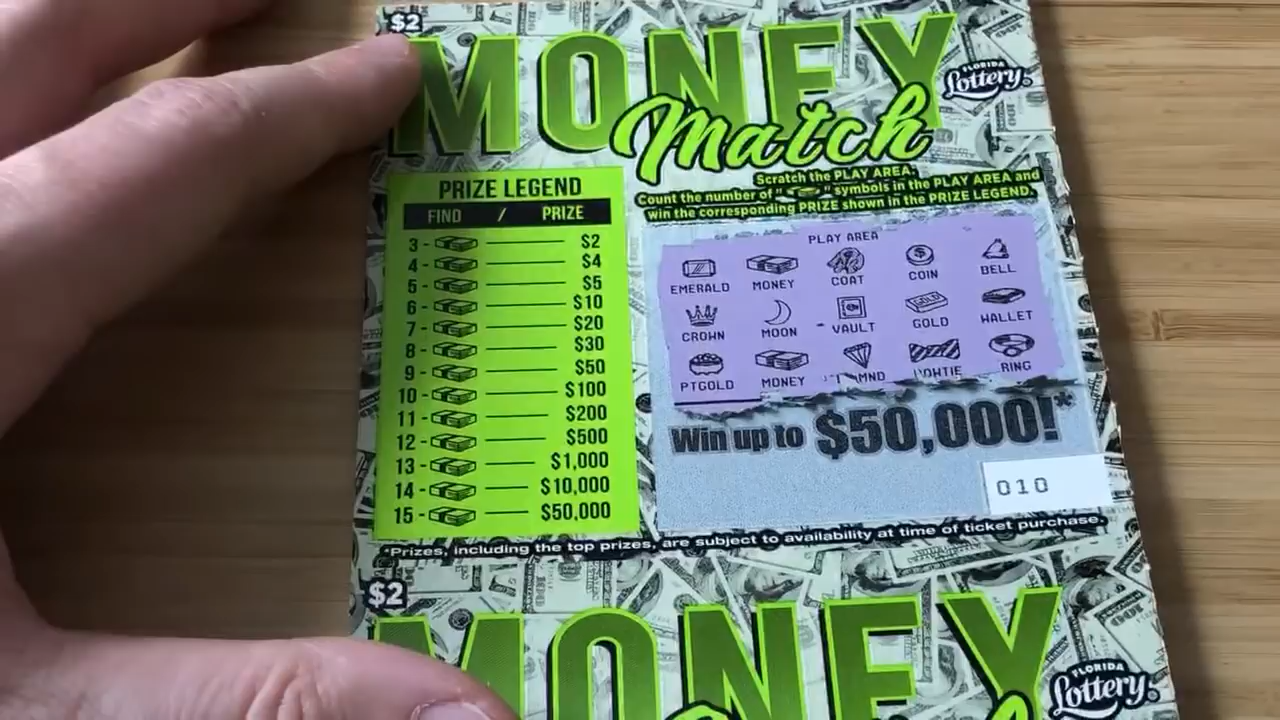 $2
MONEY
Match
FLORIDA
Lottery
Scratch the PLAY AREA.
Count the number of " " symbols in the PLAY AREA and
win the corresponding PRIZE shown in the PRIZE LEGEND.
PRIZE LEGEND
FIND / PRIZE
3 - $2
4 - $4
5 - $5
6 - $10
7 - $20
8 - $30
9 - $50
10 - $100
11 - $200
12 - $500
13 - $1,000
14 - $10,000
15 - $50,000
PLAY AREA
EMERALD MONEY COAT COIN BELL
CROWN MOON VAULT GOLD WALLET
PTGOLD MONEY RING
Win up to $50,000!*
010
*Prizes, including the top prizes, are subject to availability at time of ticket purchase.
$2
MONEY
FLORIDA
Lottery